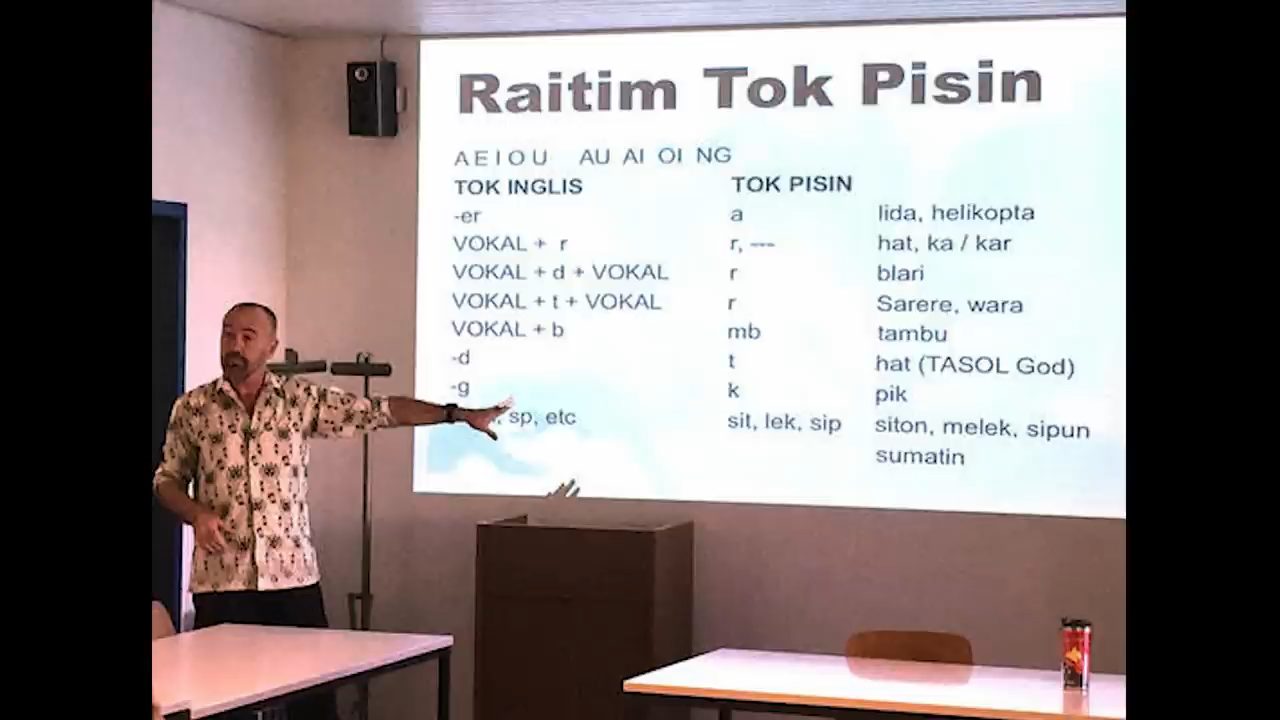 Raitim Tok Pisin
A E I O U AU AI OI NG
TOK INGLIS TOK PISIN
-er a lida, helikopta
VOKAL + r r, --- hat, ka / kar
VOKAL + d + VOKAL r blari
VOKAL + t + VOKAL r Sarere, wara
VOKAL + b mb tambu
-d t hat (TASOL God)
-g k pik
sp, etc sit, lek, sip siton, melek, sipun
sumatin